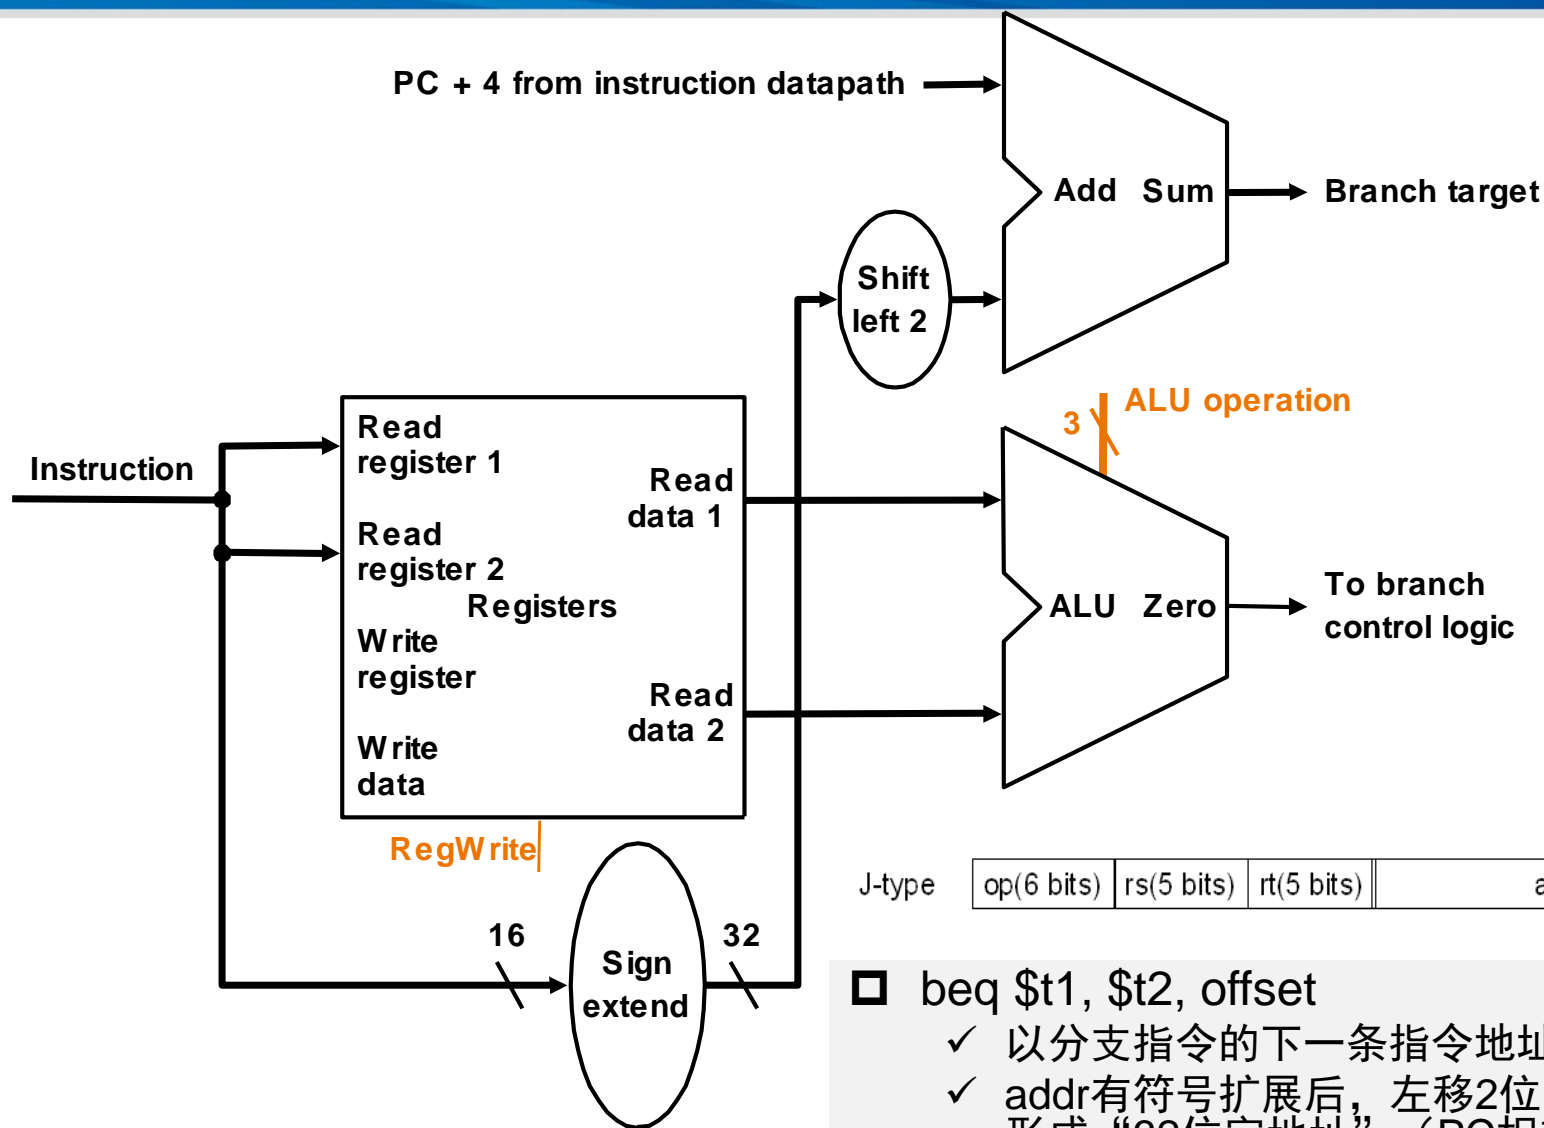 PC + 4 from instruction datapath
Add Sum
Branch target
Shift
left 2
ALU operation
3
Instruction
Read
register 1
Read
data 1
Read
register 2
Registers
Write
register
Read
data 2
Write
data
ALU Zero
To branch
control logic
RegWrite
16
Sign
extend
32
J-type op(6 bits) rs(5 bits) rt(5 bits) a
beq $t1, $t2, offset
✓ 以分支指令的下一条指令地址
✓ addr有符号扩展后，左移2位